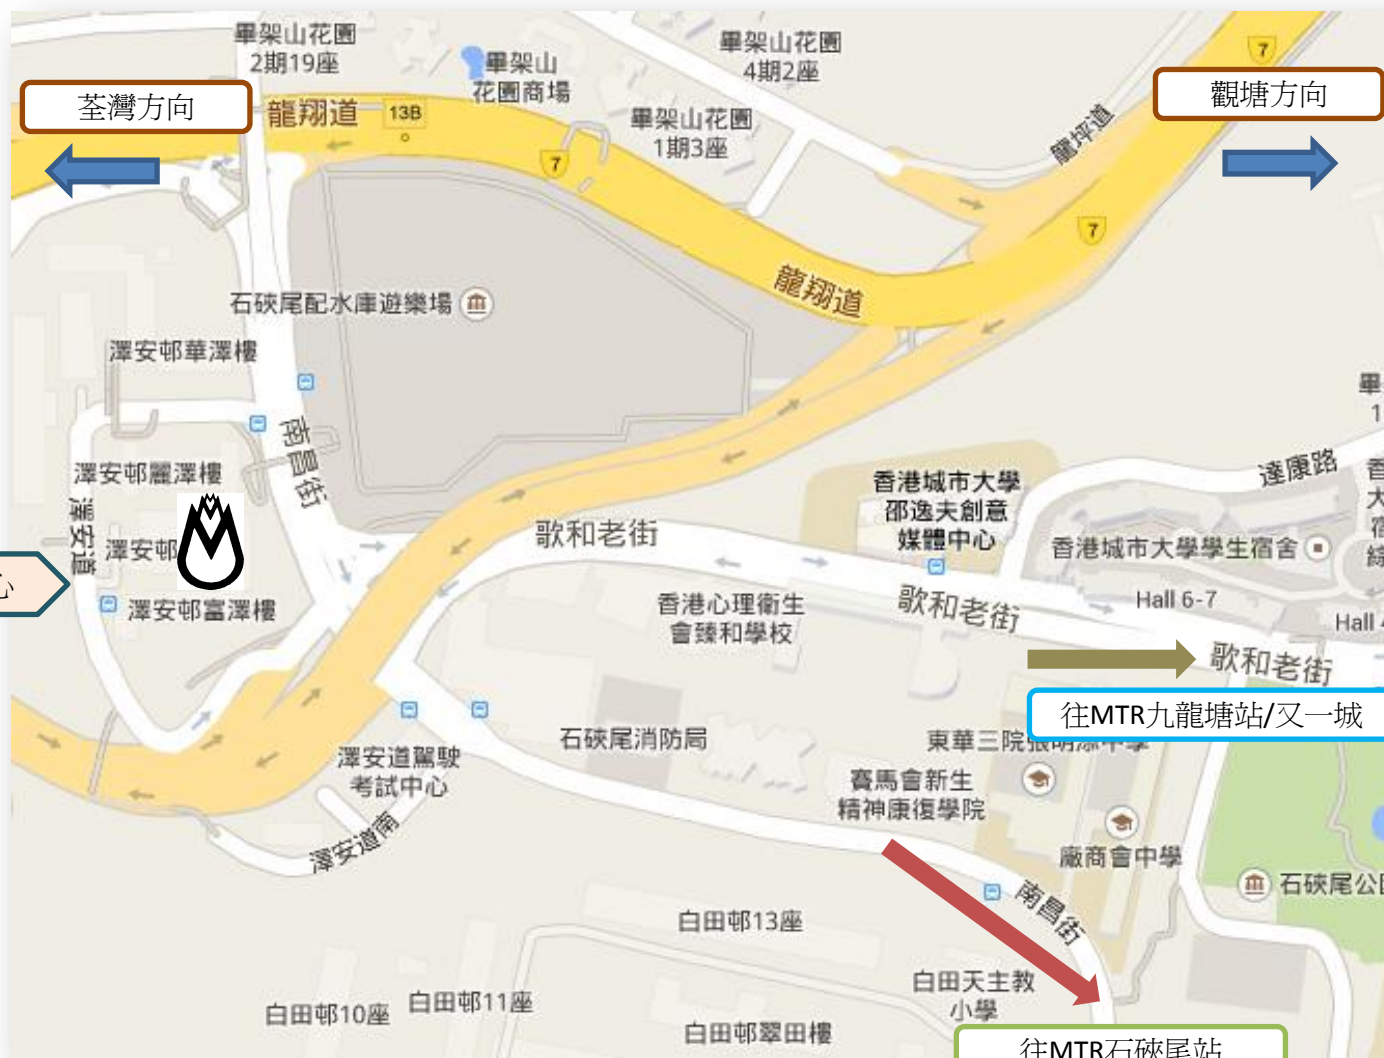 畢架山花園
2期19座
畢架山
花園商場
畢架山花園
4期2座
7
荃灣方向
觀塘方向
龍翔道
13B
畢架山花園
1期3座
龍坪道
7
7
龍翔道
石硤尾配水庫遊樂場
澤安邨華澤樓
南昌街
澤安邨麗澤樓
澤安道
澤安邨
心
澤安邨富澤樓
歌和老街
香港城市大學
邵逸夫創意
媒體中心
達康路
香港城市大學學生宿舍
Hall 6-7
Hall
歌和老街
香港心理衞生
會臻和學校
歌和老街
往MTR九龍塘站/又一城
石硤尾消防局
澤安道駕駛
考試中心
澤安道南
賽馬會新生
精神康復學院
廠商會中學
石硤尾公
南昌街
白田邨13座
白田天主教
小學
白田邨10座
白田邨11座
白田邨翠田樓
往MTR石硤尾站